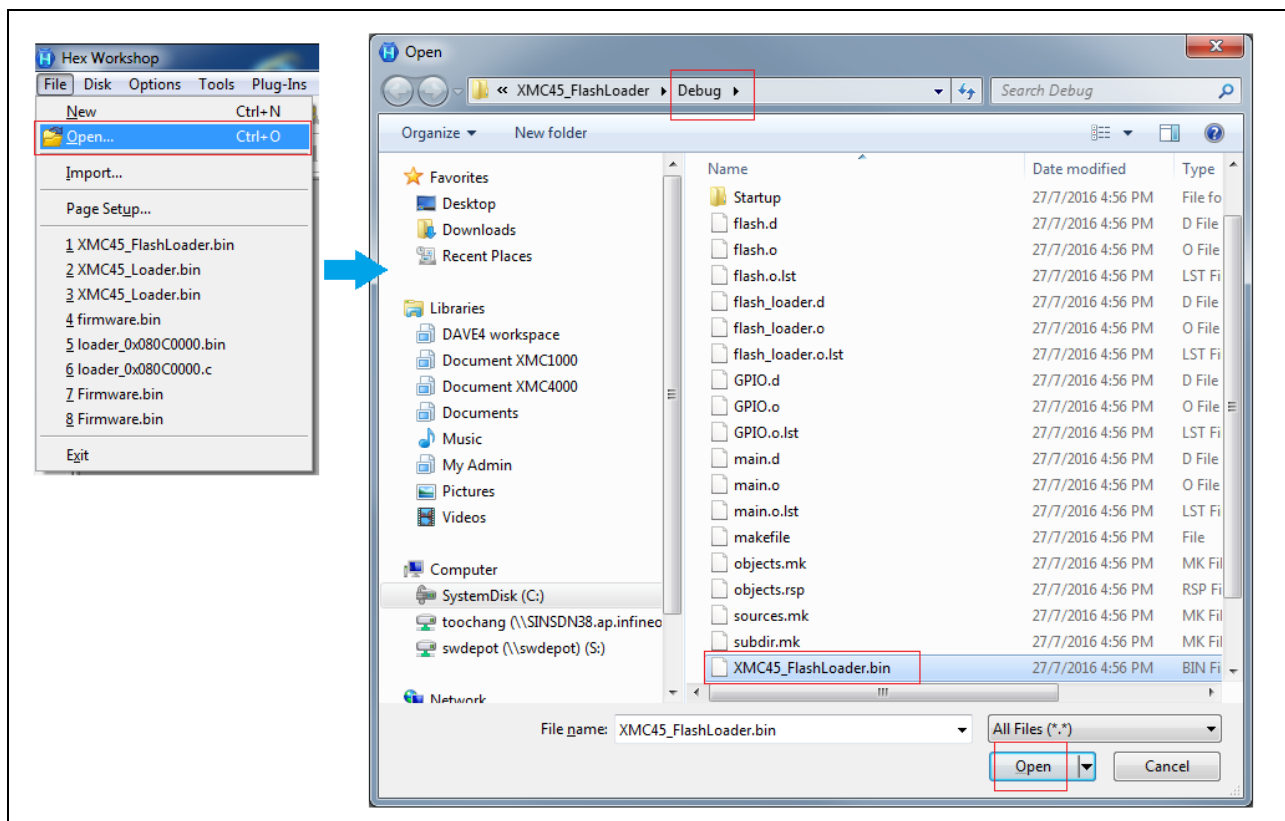 Hex Workshop
File Disk Options Tools Plug-Ins
New Ctrl+N
Open... Ctrl+O
Import...
Page Setup...
1 XMC45_FlashLoader.bin
2 XMC45_Loader.bin
3 XMC45_Loader.bin
4 firmware.bin
5 loader_0x080C0000.bin
6 loader_0x080C0000.c
7 Firmware.bin
8 Firmware.bin
Exit
Open
« XMC45_FlashLoader Debug
Search Debug
Organize New folder
Favorites
Desktop
Downloads
Recent Places
Libraries
DAVE4 workspace
Document XMC1000
Document XMC4000
Documents
Music
My Admin
Pictures
Videos
Computer
SystemDisk (C:)
toochang (\\SINSDN38.ap.infineo
swdepot (\\swdepot) (S:)
Network
Name Date modified Type
Startup 27/7/2016 4:56 PM File fo
flash.d 27/7/2016 4:56 PM D File
flash.o 27/7/2016 4:56 PM O File
flash.o.lst 27/7/2016 4:56 PM LST Fi
flash_loader.d 27/7/2016 4:56 PM D File
flash_loader.o 27/7/2016 4:56 PM O File
flash_loader.o.lst 27/7/2016 4:56 PM LST Fi
GPIO.d 27/7/2016 4:56 PM D File
GPIO.o 27/7/2016 4:56 PM O File
GPIO.o.lst 27/7/2016 4:56 PM LST Fi
main.d 27/7/2016 4:56 PM D File
main.o 27/7/2016 4:56 PM O File
main.o.lst 27/7/2016 4:56 PM LST Fi
makefile 27/7/2016 4:56 PM File
objects.mk 27/7/2016 4:56 PM MK Fil
objects.rsp 27/7/2016 4:56 PM RSP Fi
sources.mk 27/7/2016 4:56 PM MK Fil
subdir.mk 27/7/2016 4:56 PM MK Fil
XMC45_FlashLoader.bin 27/7/2016 4:56 PM BIN Fi
File name: XMC45_FlashLoader.bin All Files (*.*)
Open Cancel